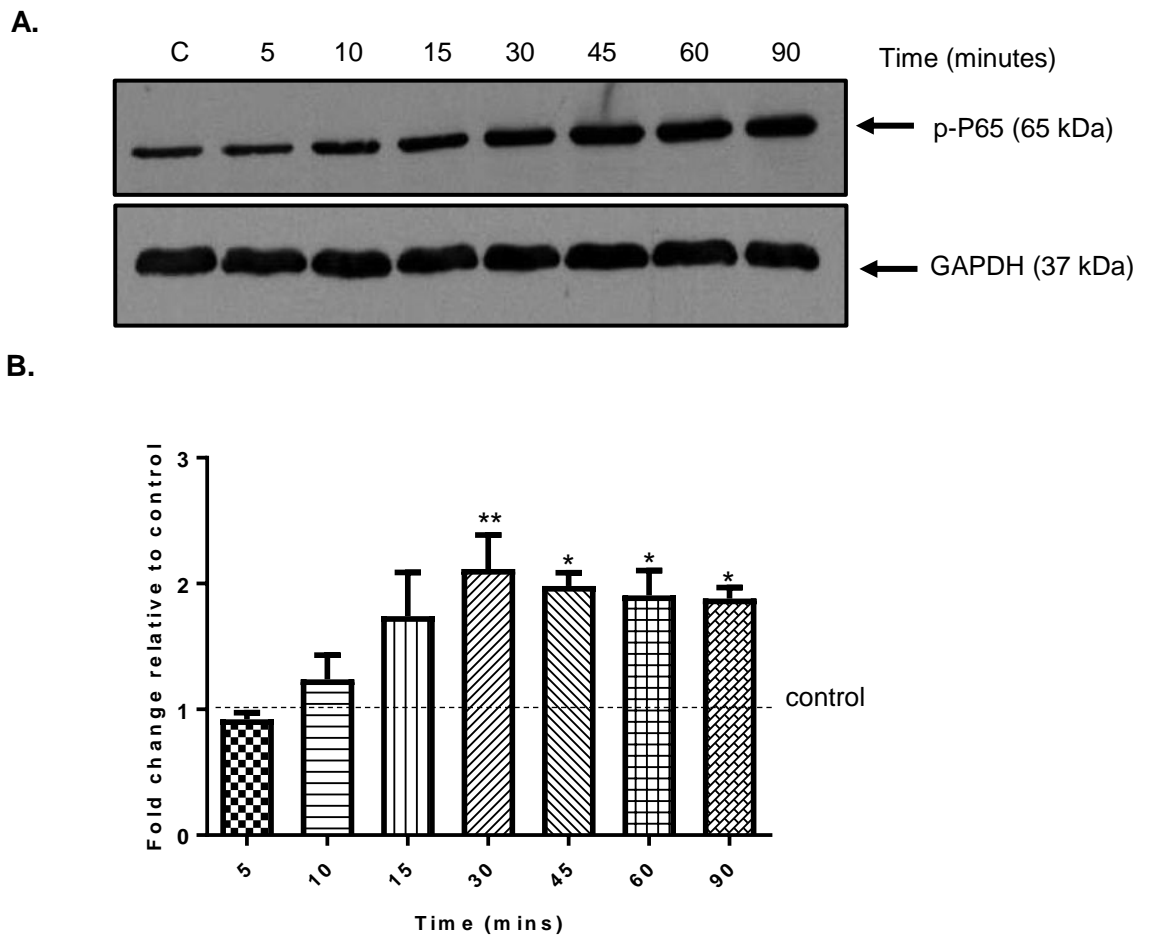 A.
C 5 10 15 30 45 60 90 Time (minutes)
p-P65 (65 kDa)
GAPDH (37 kDa)
B.
Fold change relative to control
3
2
1
0
** * * *
control
5 10 15 30 45 60 90
Time (mins)